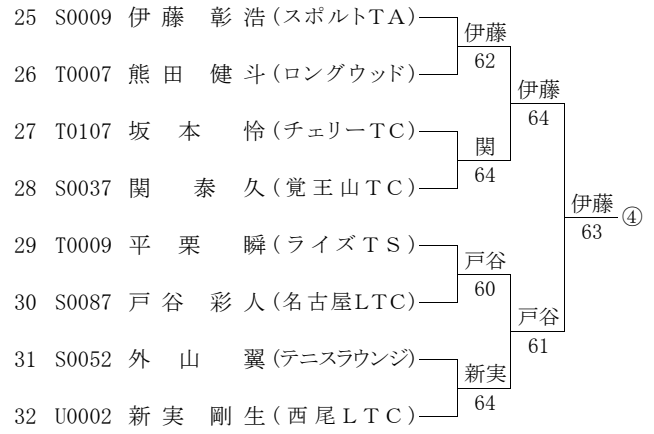 25 S0009 伊藤 彰浩(スポルトTA)
伊藤
62
26 T0007 熊田 健斗(ロングウッド)
伊藤
64
27 T0107 坂本 怜(チェリーTC)
関
64
28 S0037 関 泰久(覚王山TC)
伊藤 ④
63
29 T0009 平栗 瞬(ライズTS)
戸谷
60
30 S0087 戸谷 彩人(名古屋LTC)
戸谷
61
31 S0052 外山 翼(テニスラウンジ)
新実
64
32 U0002 新実 剛生(西尾LTC)